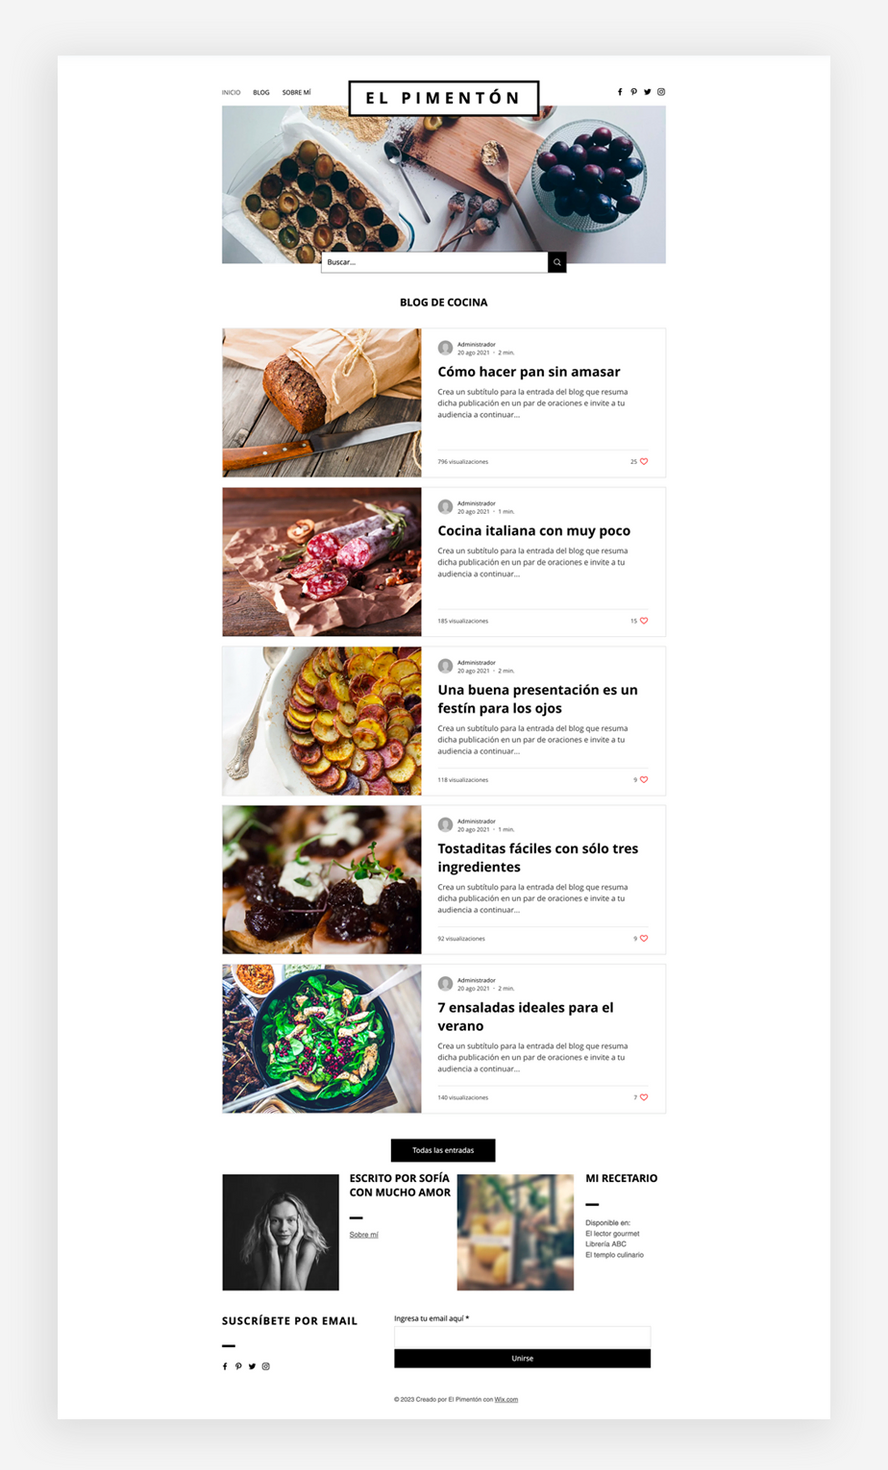 INICIO BLOG SOBRE MÍ
EL PIMENTÓN
Buscar...
BLOG DE COCINA
Administrador
20 ago 2021 · 2 min.
Cómo hacer pan sin amasar
Crea un subtítulo para la entrada del blog que resuma
dicha publicación en un par de oraciones e invite a tu
audiencia a continuar...
796 visualizaciones 25
Administrador
20 ago 2021 · 1 min.
Cocina italiana con muy poco
Crea un subtítulo para la entrada del blog que resuma
dicha publicación en un par de oraciones e invite a tu
audiencia a continuar...
185 visualizaciones 15
Administrador
20 ago 2021 · 2 min.
Una buena presentación es un
festín para los ojos
Crea un subtítulo para la entrada del blog que resuma
dicha publicación en un par de oraciones e invite a tu
audiencia a continuar...
118 visualizaciones 9
Administrador
20 ago 2021 · 1 min.
Tostaditas fáciles con sólo tres
ingredientes
Crea un subtítulo para la entrada del blog que resuma
dicha publicación en un par de oraciones e invite a tu
audiencia a continuar...
92 visualizaciones 9
Administrador
20 ago 2021 · 2 min.
7 ensaladas ideales para el
verano
Crea un subtítulo para la entrada del blog que resuma
dicha publicación en un par de oraciones e invite a tu
audiencia a continuar...
140 visualizaciones 7
Todas las entradas
ESCRITO POR SOFÍA
CON MUCHO AMOR
Sobre mí
MI RECETARIO
Disponible en:
El lector gourmet
Librería ABC
El templo culinario
SUSCRÍBETE POR EMAIL
Ingresa tu email aquí *
Unirse
© 2023 Creado por El Pimentón con Wix.com